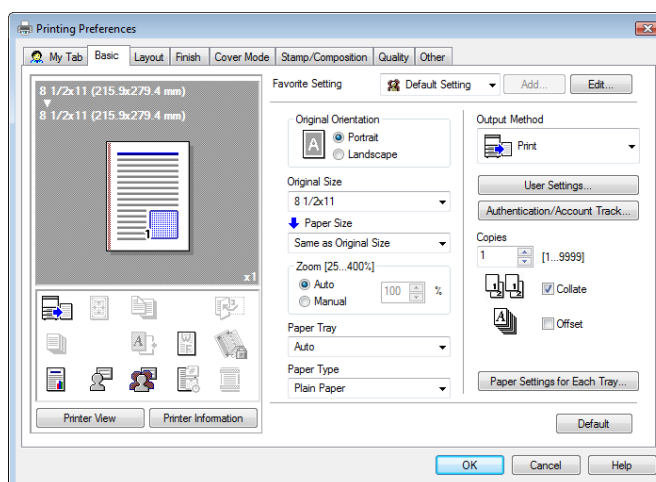 Printing Preferences
My Tab Basic Layout Finish Cover Mode Stamp/Composition Quality Other
8 1/2x11 (215.9x279.4 mm)
8 1/2x11 (215.9x279.4 mm)
1
x1
Printer View Printer Information
Favorite Setting Default Setting Add... Edit...
Original Orientation
A Portrait
Landscape
Original Size
8 1/2x11
Paper Size
Same as Original Size
Zoom [25...400%]
Auto
Manual 100 %
Paper Tray
Auto
Paper Type
Plain Paper
Output Method
Print
User Settings...
Authentication/Account Track...
Copies
1 [1...9999]
Collate
Offset
Paper Settings for Each Tray...
Default
OK Cancel Help